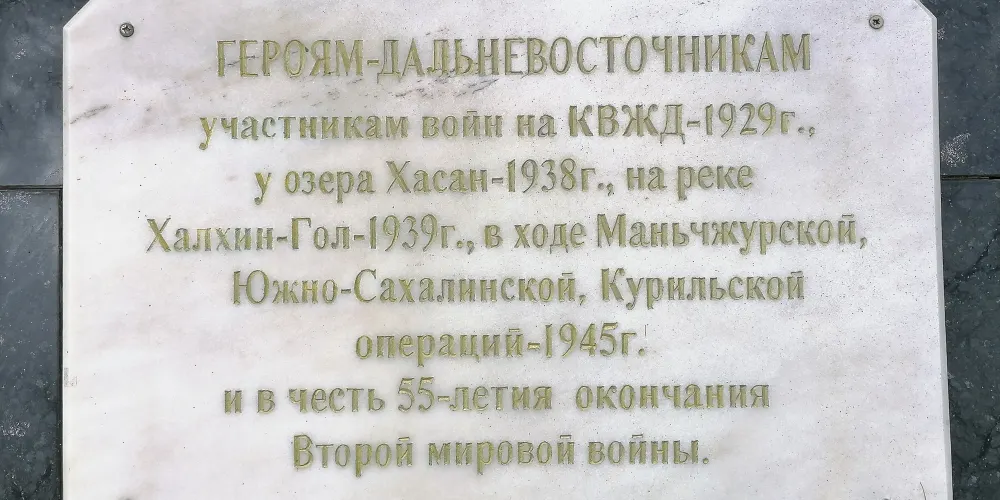 ГЕРОЯМ-ДАЛЬНЕВОСТОЧНИКАМ
участникам войн на КВЖД-1929г.,
у озера Хасан-1938г., на реке
Халхин-Гол-1939г., в ходе Маньчжурской,
Южно-Сахалинской, Курильской
операций-1945г.
и в честь 55-летия окончания
Второй мировой войны.